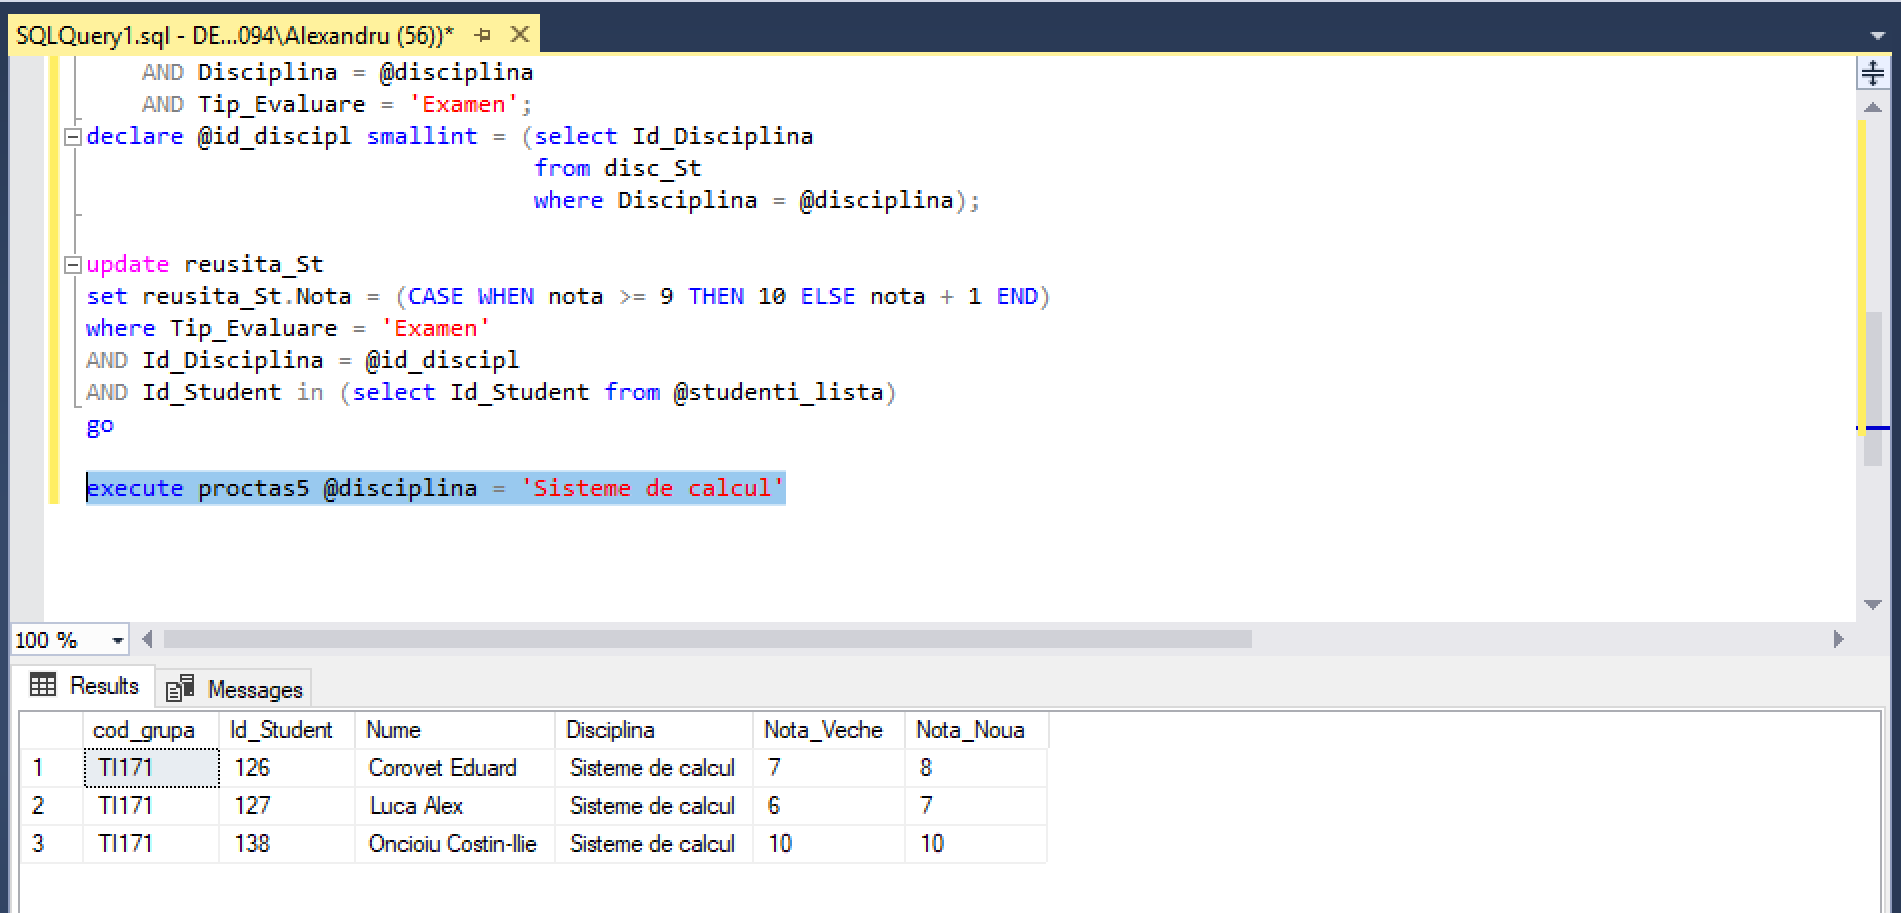 SQLQuery1.sql - DE...094\Alexandru (56))*
AND Disciplina = @disciplina
AND Tip_Evaluare = 'Examen';
declare @id_discipl smallint = (select Id_Disciplina
from disc_St
where Disciplina = @disciplina);
update reusita_St
set reusita_St.Nota = (CASE WHEN nota >= 9 THEN 10 ELSE nota + 1 END)
where Tip_Evaluare = 'Examen'
AND Id_Disciplina = @id_discipl
AND Id_Student in (select Id_Student from @studenti_lista)
go
execute proctas5 @disciplina = 'Sisteme de calcul'
100 %
Results Messages
cod_grupa Id_Student Nume Disciplina Nota_Veche Nota_Noua
1 TI171 126 Corovet Eduard Sisteme de calcul 7 8
2 TI171 127 Luca Alex Sisteme de calcul 6 7
3 TI171 138 Oncioiu Costin-Ilie Sisteme de calcul 10 10